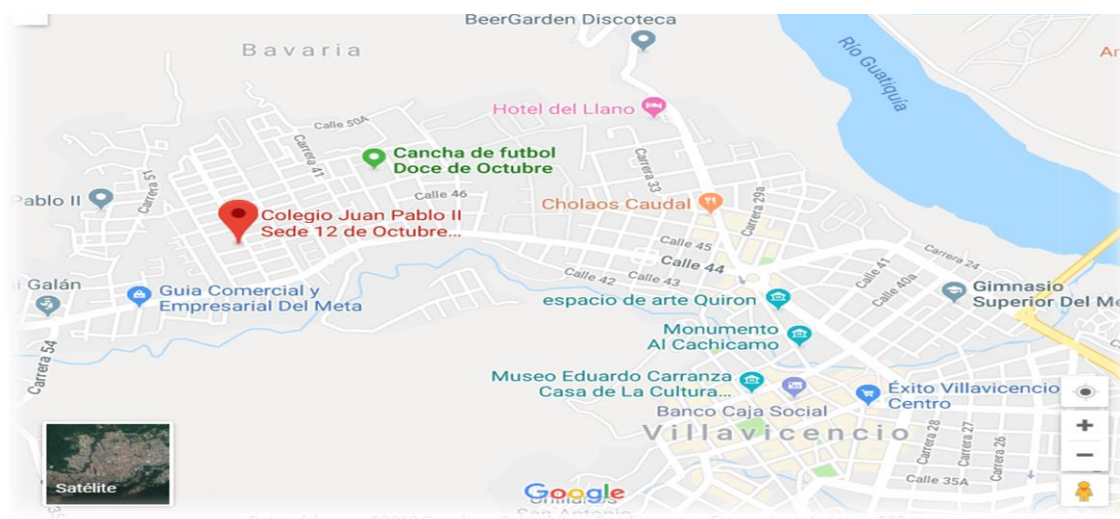 BeerGarden Discoteca
Bavaria
Río Guatiquía
Hotel del Llano
Calle 50A
Carrera 41
Cancha de futbol
Doce de Octubre
Carrera 33
Carrera 51
Pablo II
Calle 46
Cholaos Caudal
Carrera 29a
Colegio Juan Pablo II
Sede 12 de Octubre...
Calle 45
Calle 44
Carrera 24
Calle 41
Calle 42
Calle 43
Calle 40a
Galán
Guia Comercial y
Empresarial Del Meta
espacio de arte Quiron
Gimnasio
Superior Del Me
Monumento
Al Cachicamo
Carrera 54
Museo Eduardo Carranza
Casa de La Cultura...
Éxito Villavicencio
Centro
Banco Caja Social
Villavicencio
Carrera 28
Carrera 27
Carrera 26
Calle 35A
Satélite
Google
San Antonio